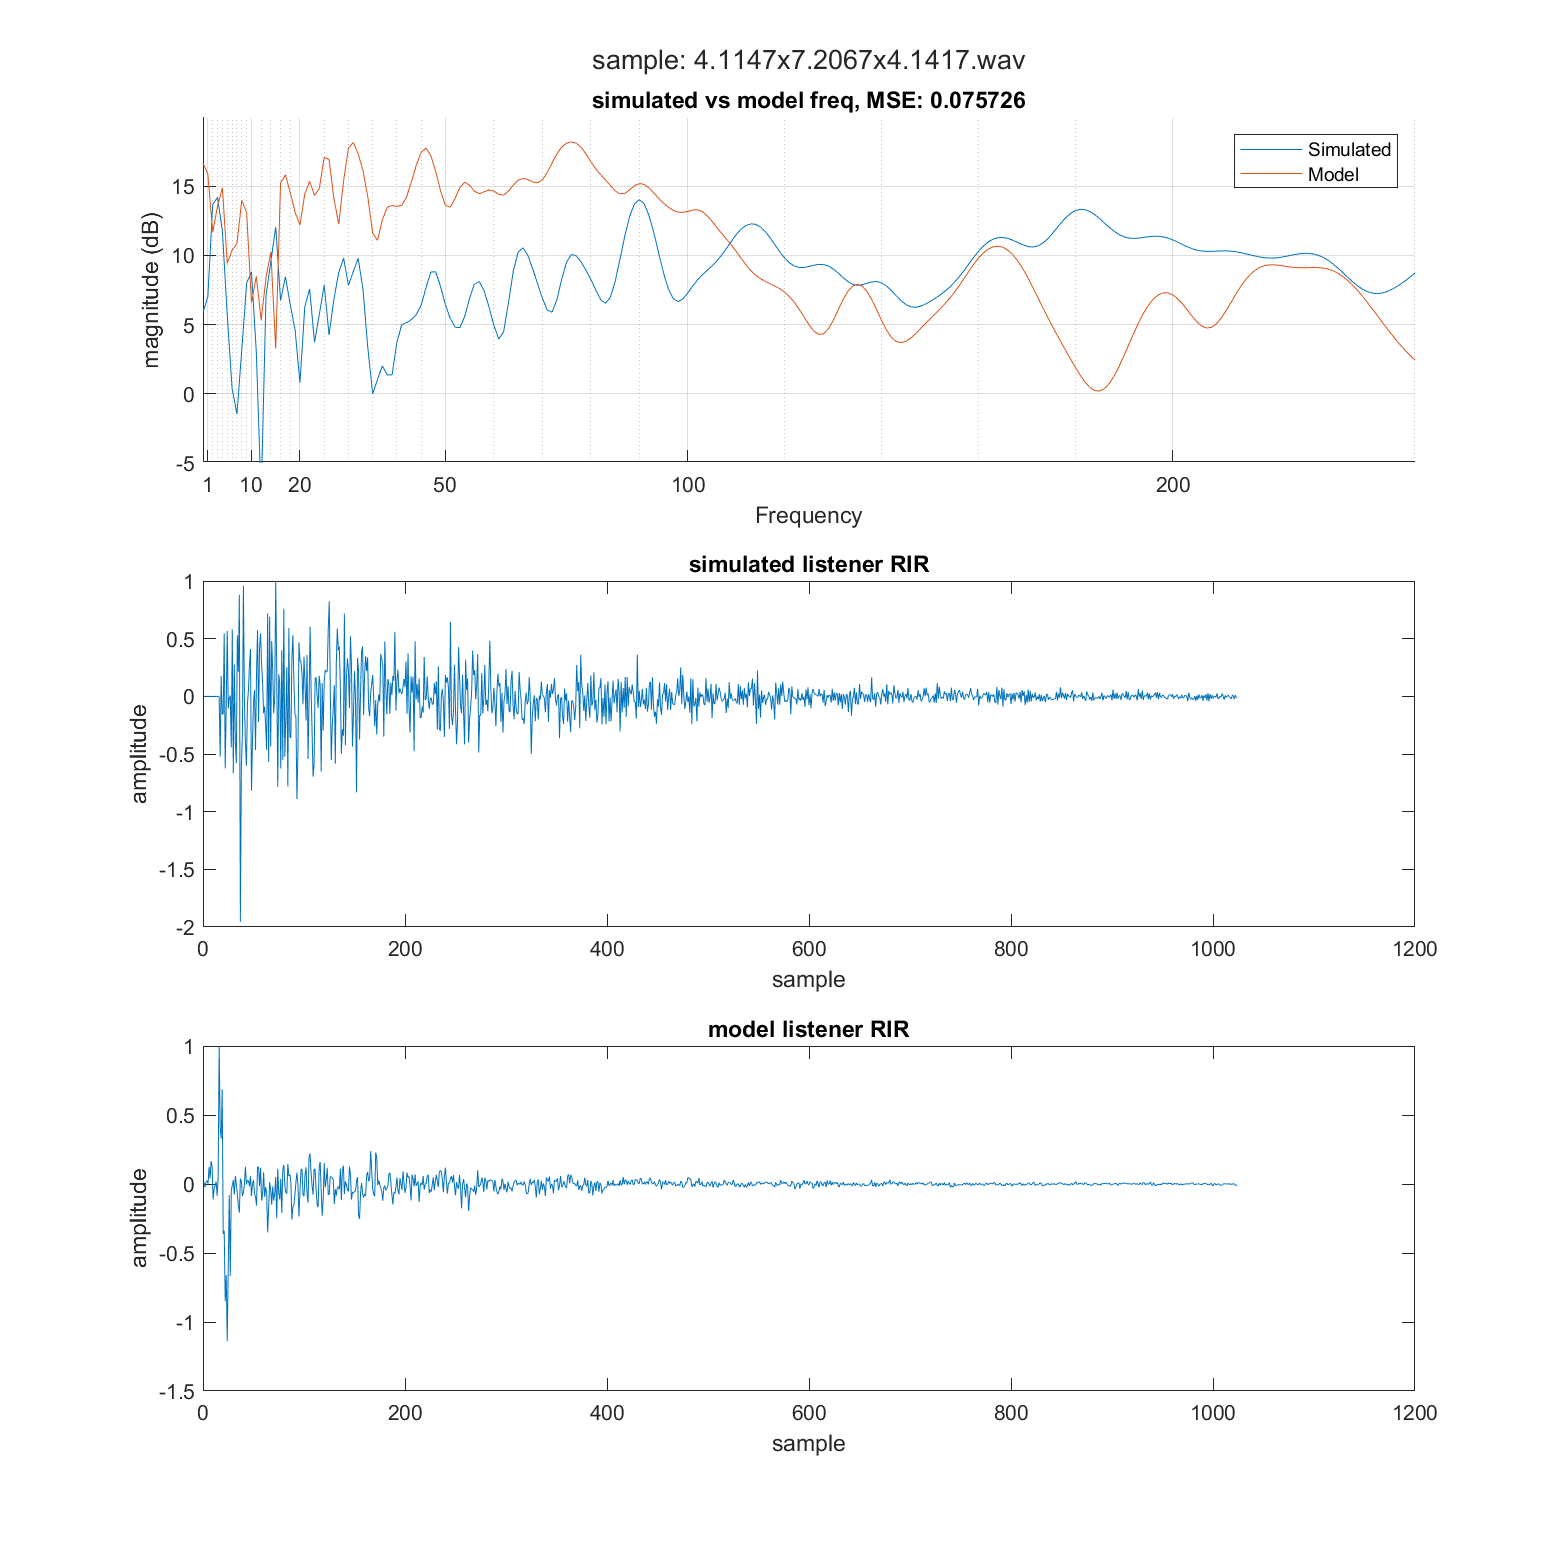 sample: 4.1147x7.2067x4.1417.wav
simulated vs model freq, MSE: 0.075726
Simulated
Model
magnitude (dB)
15
10
5
0
-5
1 10 20 50 100 200
Frequency
simulated listener RIR
amplitude
1
0.5
0
-0.5
-1
-1.5
-2
0 200 400 600 800 1000 1200
sample
model listener RIR
amplitude
1
0.5
0
-0.5
-1
-1.5
0 200 400 600 800 1000 1200
sample